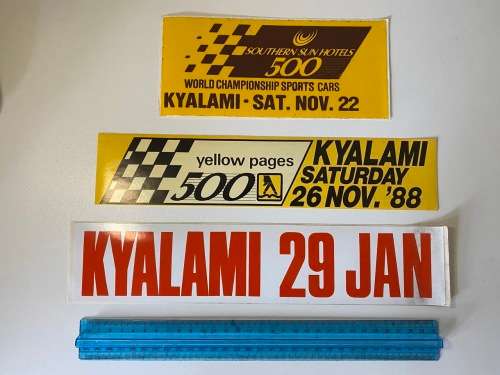 SOUTHERN SUN HOTELS
500
WORLD CHAMPIONSHIP SPORTS CARS
KYALAMI - SAT. NOV. 22
yellow pages
500
KYALAMI
SATURDAY
26 NOV. '88
KYALAMI 29 JAN